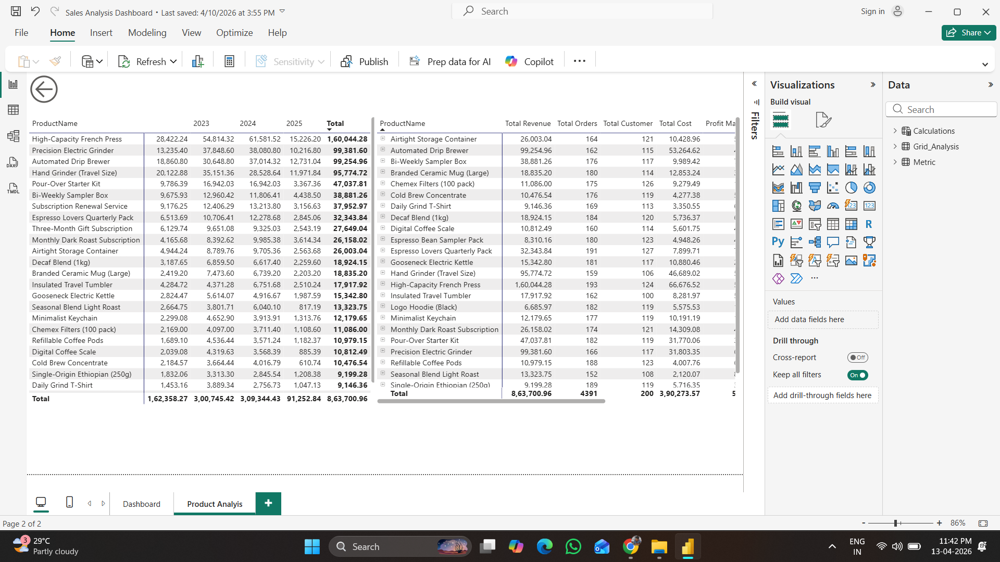 Sales Analysis Dashboard • Last saved: 4/10/2026 at 3:55 PM
Search
Sign in
File Home Insert Modeling View Optimize Help
Share
Refresh
Sensitivity
Publish
Prep data for AI
Copilot
ProductName 2023 2024 2025 Total
High-Capacity French Press 28,422.24 54,814.32 61,581.52 15,226.20 1,60,044.28
Precision Electric Grinder 13,235.40 37,848.60 38,080.80 10,216.80 99,381.60
Automated Drip Brewer 18,860.80 30,648.80 37,014.32 12,731.04 99,254.96
Hand Grinder (Travel Size) 20,122.88 35,151.36 28,528.64 11,971.84 95,774.72
Pour-Over Starter Kit 9,786.39 16,942.03 16,942.03 3,367.36 47,037.81
Bi-Weekly Sampler Box 9,675.93 12,960.42 11,806.41 4,438.50 38,881.26
Subscription Renewal Service 9,176.25 12,406.29 13,213.80 3,156.63 37,952.97
Espresso Lovers Quarterly Pack 6,513.69 10,706.41 12,278.68 2,845.06 32,343.84
Three-Month Gift Subscription 6,129.74 9,651.08 9,325.03 2,543.19 27,649.04
Monthly Dark Roast Subscription 4,165.68 8,392.62 9,985.38 3,614.34 26,158.02
Airtight Storage Container 4,944.24 8,789.76 9,705.36 2,563.68 26,003.04
Decaf Blend (1kg) 3,187.65 6,859.50 6,617.40 2,259.60 18,924.15
Branded Ceramic Mug (Large) 2,419.20 7,473.60 6,739.20 2,203.20 18,835.20
Insulated Travel Tumbler 4,284.72 4,371.28 6,751.68 2,510.24 17,917.92
Gooseneck Electric Kettle 2,824.47 5,614.07 4,916.67 1,987.59 15,342.80
Seasonal Blend Light Roast 2,664.75 3,801.71 6,040.10 817.19 13,323.75
Minimalist Keychain 2,299.08 4,652.90 3,913.91 1,313.76 12,179.65
Chemex Filters (100 pack) 2,169.00 4,097.00 3,711.40 1,108.60 11,086.00
Refillable Coffee Pods 1,689.10 4,536.44 3,571.24 1,182.37 10,979.15
Digital Coffee Scale 2,039.08 4,319.63 3,568.39 885.39 10,812.49
Cold Brew Concentrate 2,184.57 3,664.44 4,016.79 610.74 10,476.54
Single-Origin Ethiopian (250g) 1,832.06 3,313.30 2,845.54 1,208.38 9,199.28
Daily Grind T-Shirt 1,453.16 3,889.34 2,756.73 1,047.13 9,146.36
Total 1,62,358.27 3,00,745.42 3,09,344.43 91,252.84 8,63,700.96
ProductName Total Revenue Total Orders Total Customer Total Cost Profit Ma
Airtight Storage Container 26,003.04 164 121 10,428.96
Automated Drip Brewer 99,254.96 162 115 53,264.62
Bi-Weekly Sampler Box 38,881.26 176 117 9,989.42
Branded Ceramic Mug (Large) 18,835.20 180 114 12,853.24
Chemex Filters (100 pack) 11,086.00 175 126 9,279.49
Cold Brew Concentrate 10,476.54 176 119 4,277.38
Daily Grind T-Shirt 9,146.36 169 113 3,350.55
Decaf Blend (1kg) 18,924.15 184 120 5,736.37
Digital Coffee Scale 10,812.49 160 114 5,601.75
Espresso Bean Sampler Pack 8,310.16 180 123 4,948.26
Espresso Lovers Quarterly Pack 32,343.84 191 127 7,899.71
Gooseneck Electric Kettle 15,342.80 181 117 10,880.46
Hand Grinder (Travel Size) 95,774.72 159 106 46,689.02
High-Capacity French Press 1,60,044.28 193 124 66,676.52
Insulated Travel Tumbler 17,917.92 162 100 8,281.97
Logo Hoodie (Black) 6,685.97 182 119 5,575.53
Minimalist Keychain 12,179.65 177 119 10,191.19
Monthly Dark Roast Subscription 26,158.02 174 121 14,309.08
Pour-Over Starter Kit 47,037.81 182 119 31,770.06
Precision Electric Grinder 99,381.60 166 117 31,803.35
Refillable Coffee Pods 10,979.15 188 123 4,007.76
Seasonal Blend Light Roast 13,323.75 152 108 2,120.07
Single-Origin Ethiopian (250g) 9,199.28 189 119 5,716.35
Total 8,63,700.96 4391 200 3,90,273.57 5
Filters
Visualizations
Build visual
Values
Add data fields here
Drill through
Cross-report Off
Keep all filters On
Add drill-through fields here
Data
Search
Calculations
Grid_Analysis
Metric
Dashboard
Product Analyis
Page 2 of 2
86%
3
29°C
Partly cloudy
Search
ENG
IN
11:42 PM
13-04-2026
DAX
TMDL
123
123
R
Py